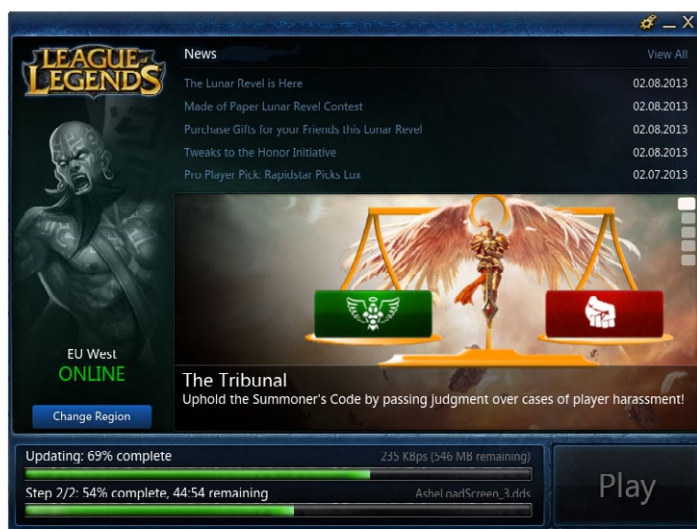 LEAGUE of
LEGENDS
News
View All
The Lunar Revel is Here
02.08.2013
Made of Paper Lunar Revel Contest
02.08.2013
Purchase Gifts for your Friends this Lunar Revel
02.08.2013
Tweaks to the Honor Initiative
02.08.2013
Pro Player Pick. Rapidstar Picks Lux
02.07.2013
EU West
ONLINE
Change Region
The Tribunal
Uphold the Summoner's Code by passing judgment over cases of player harassment!
Updating: 69% complete
235 KBps (546 MB remaining)
Step 2/2: 54% complete, 44:54 remaining
AsheLoadScreen_3.dds
Play